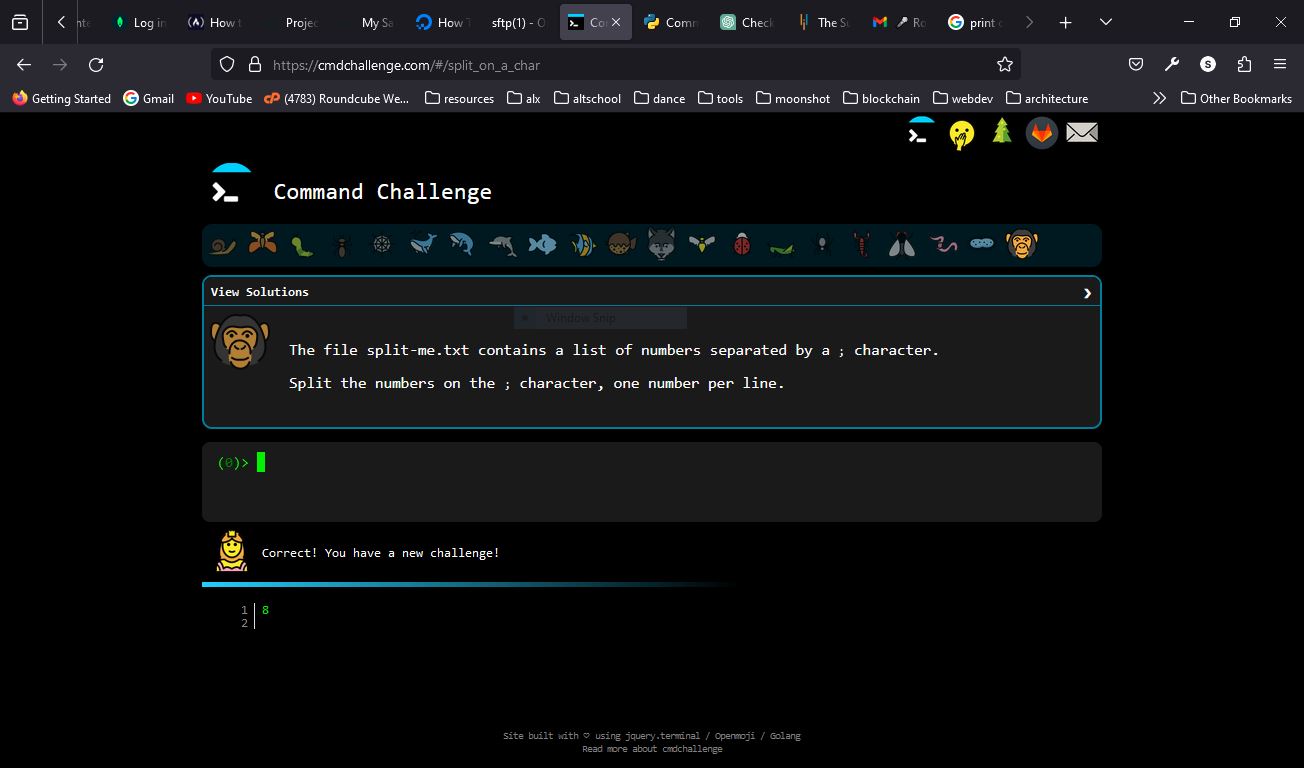 Log in
How t
Projec
My Sa
How T
sftp(1) - O
Co
Comm
Check
The Su
Ro
print c
https://cmdchallenge.com/#/split_on_a_char
S
Getting Started
Gmail
YouTube
(4783) Roundcube We...
resources
alx
altschool
dance
tools
moonshot
blockchain
webdev
architecture
Other Bookmarks
Command Challenge
View Solutions
Window Snip
The file split-me.txt contains a list of numbers separated by a ; character.
Split the numbers on the ; character, one number per line.
(0)>
Correct! You have a new challenge!
1 8
2
Site built with ♡ using jquery.terminal / Openmoji / Golang
Read more about cmdchallenge